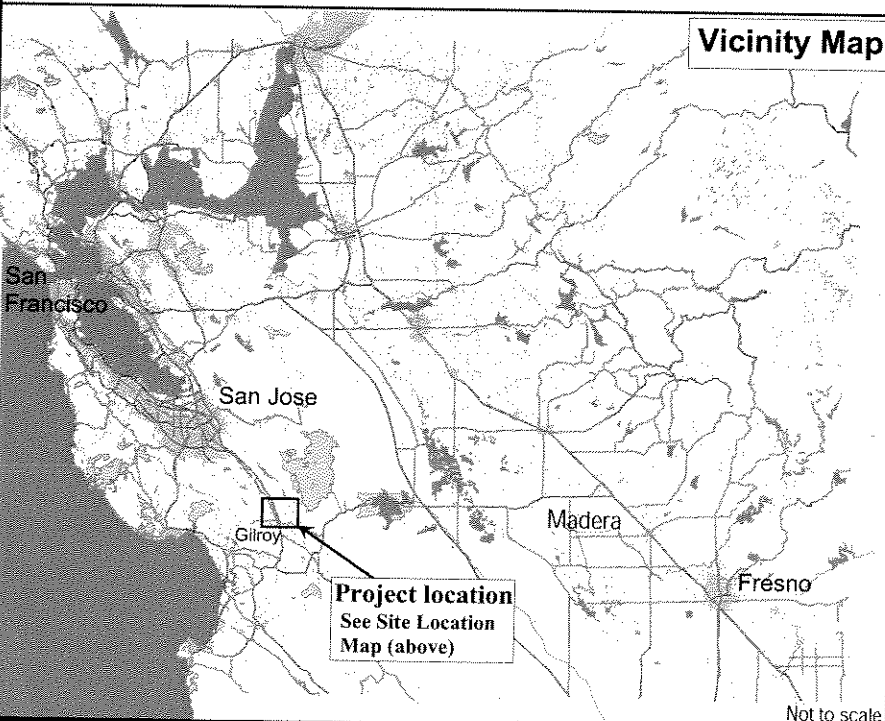 Vicinity Map
San
Francisco
San Jose
Gilroy
Madera
Fresno
Project location
See Site Location
Map (above)
Not to scale